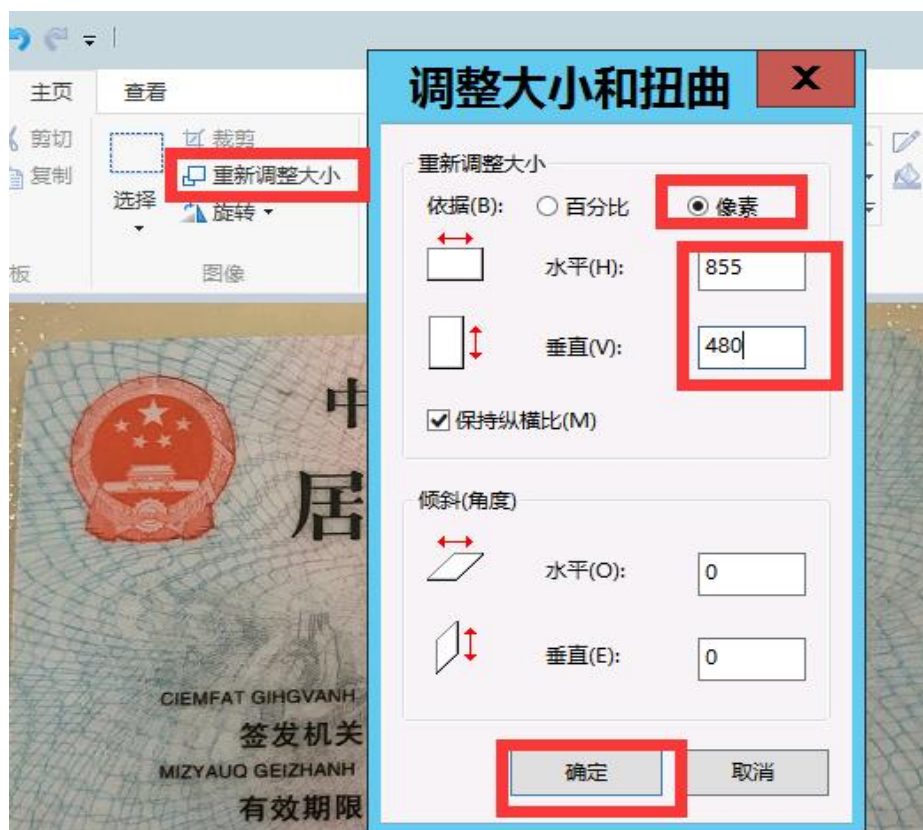 主页 查看
调整大小和扭曲 X
剪切
复制
选择
裁剪
重新调整大小
旋转
板
图像
重新调整大小
依据(B): 百分比 像素
水平(H): 855
垂直(V): 480
保持纵横比(M)
倾斜(角度)
水平(O): 0
垂直(E): 0
确定 取消
中
居
CIEMFAT GIHGVANH
签发机关
MIZYAUQ GEIZHANH
有效期限